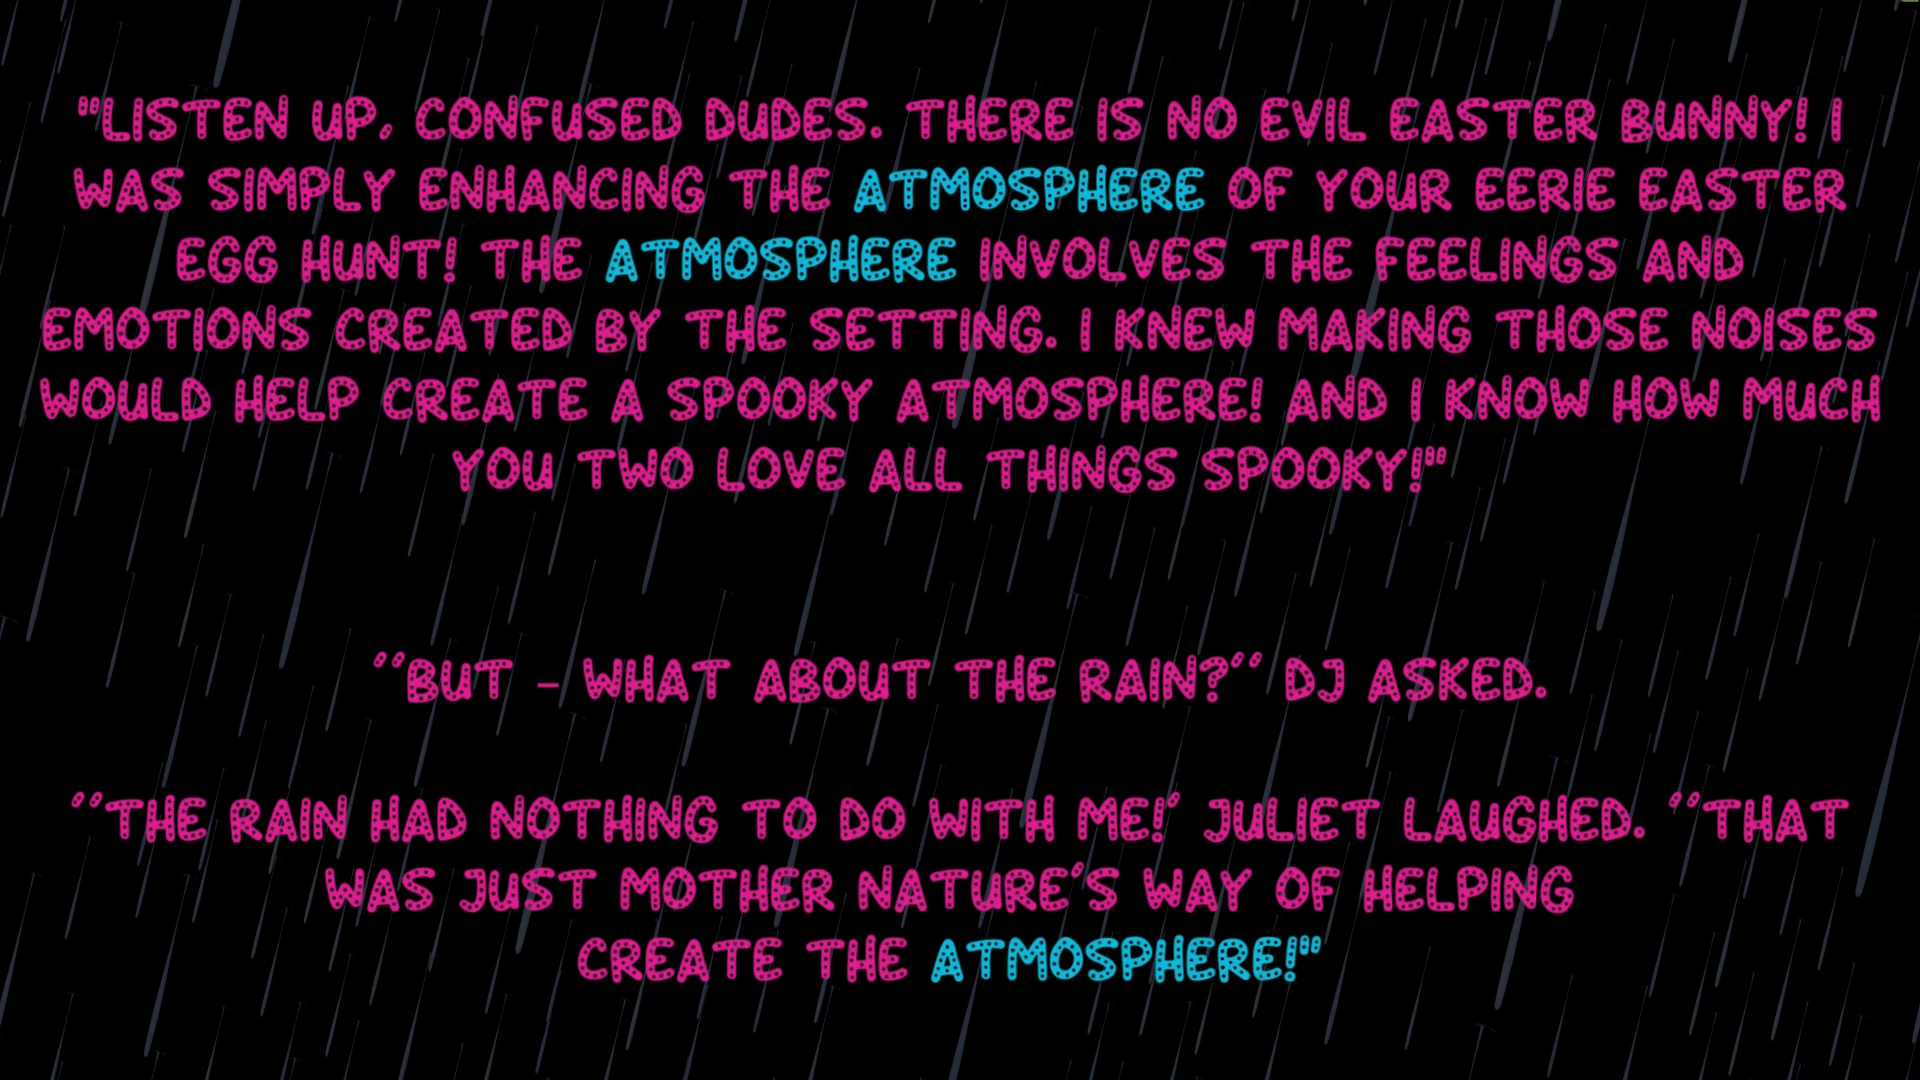 "LISTEN UP, CONFUSED DUDES. THERE IS NO EVIL EASTER BUNNY! I
WAS SIMPLY ENHANCING THE ATMOSPHERE OF YOUR EERIE EASTER
EGG HUNT! THE ATMOSPHERE INVOLVES THE FEELINGS AND
EMOTIONS CREATED BY THE SETTING. I KNEW MAKING THOSE NOISES
WOULD HELP CREATE A SPOOKY ATMOSPHERE! AND I KNOW HOW MUCH
YOU TWO LOVE ALL THINGS SPOOKY!"
''BUT - WHAT ABOUT THE RAIN?'' DJ ASKED.
''THE RAIN HAD NOTHING TO DO WITH ME!' JULIET LAUGHED. ''THAT
WAS JUST MOTHER NATURE'S WAY OF HELPING
CREATE THE ATMOSPHERE!"